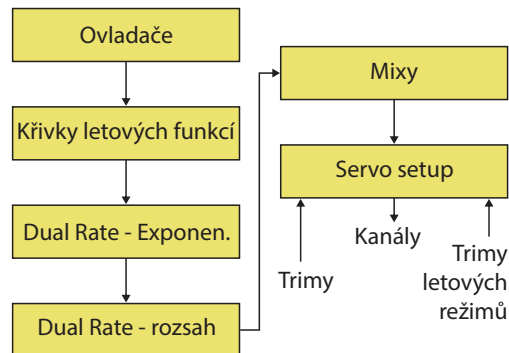 Ovladače
Křivky letových funkcí
Dual Rate - Exponen.
Dual Rate - rozsah
Mixy
Servo setup
Kanály
Trimy
Trimy
letových
režimů